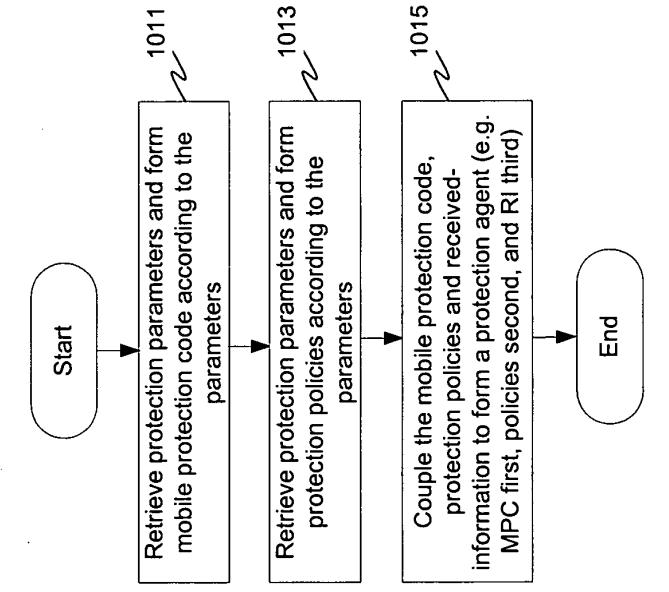 Start
Retrieve protection parameters and form
mobile protection code according to the
parameters
1011
Retrieve protection parameters and form
protection policies according to the
parameters
1013
Couple the mobile protection code,
protection policies and received-
information to form a protection agent (e.g.
MPC first, policies second, and RI third)
1015
End